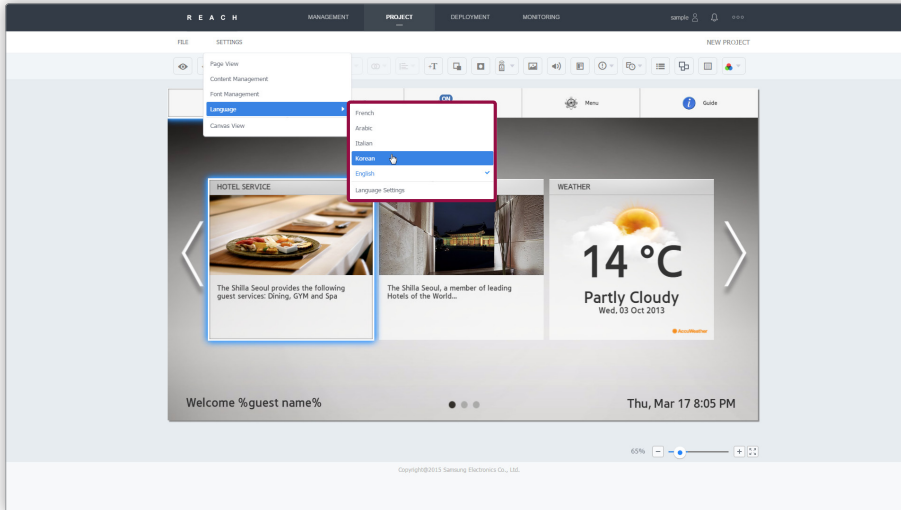 REACH MANAGEMENT PROJECT DEPLOYMENT MONITORING sample
FILE SETTINGS NEW PROJECT
Page View
Content Management
Font Management
Language
Canvas View
French
Arabic
Italian
Korean
English
Language Settings
ON
Menu
Guide
HOTEL SERVICE
The Shilla Seoul provides the following
guest services: Dining, GYM and Spa
The Shilla Seoul, a member of leading
Hotels of the World...
WEATHER
14 °C
Partly Cloudy
Wed, 03 Oct 2013
AccuWeather
Welcome %guest name%
Thu, Mar 17 8:05 PM
65%
Copyright@2015 Samsung Electronics Co., Ltd.